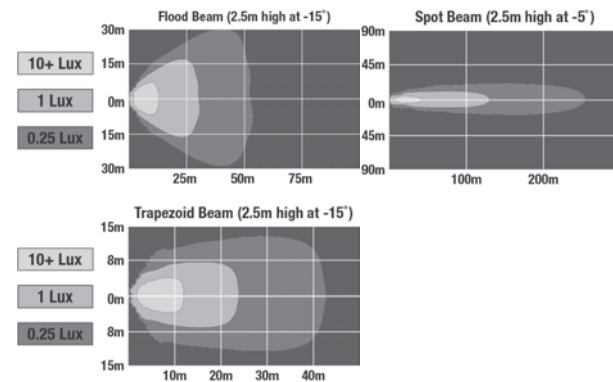 Flood Beam (2.5m high at -15˚)
30m
15m
0m
15m
30m
25m
50m
75m
10+ Lux
1 Lux
0.25 Lux
Spot Beam (2.5m high at -5˚)
90m
45m
0m
45m
90m
100m
200m
Trapezoid Beam (2.5m high at -15˚)
15m
8m
0m
8m
15m
10m
20m
30m
40m
10+ Lux
1 Lux
0.25 Lux